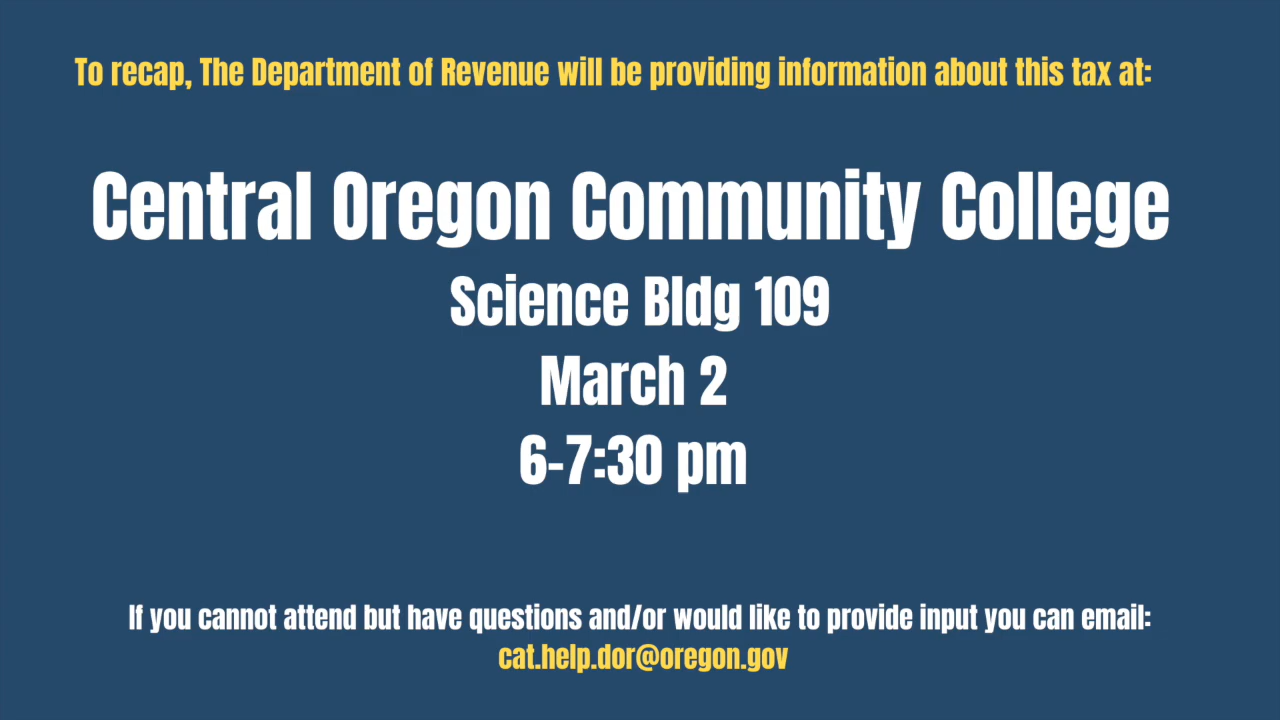 To recap, The Department of Revenue will be providing information about this tax at:
Central Oregon Community College
Science Bldg 109
March 2
6-7:30 pm
If you cannot attend but have questions and/or would like to provide input you can email:
cat.help.dor@oregon.gov